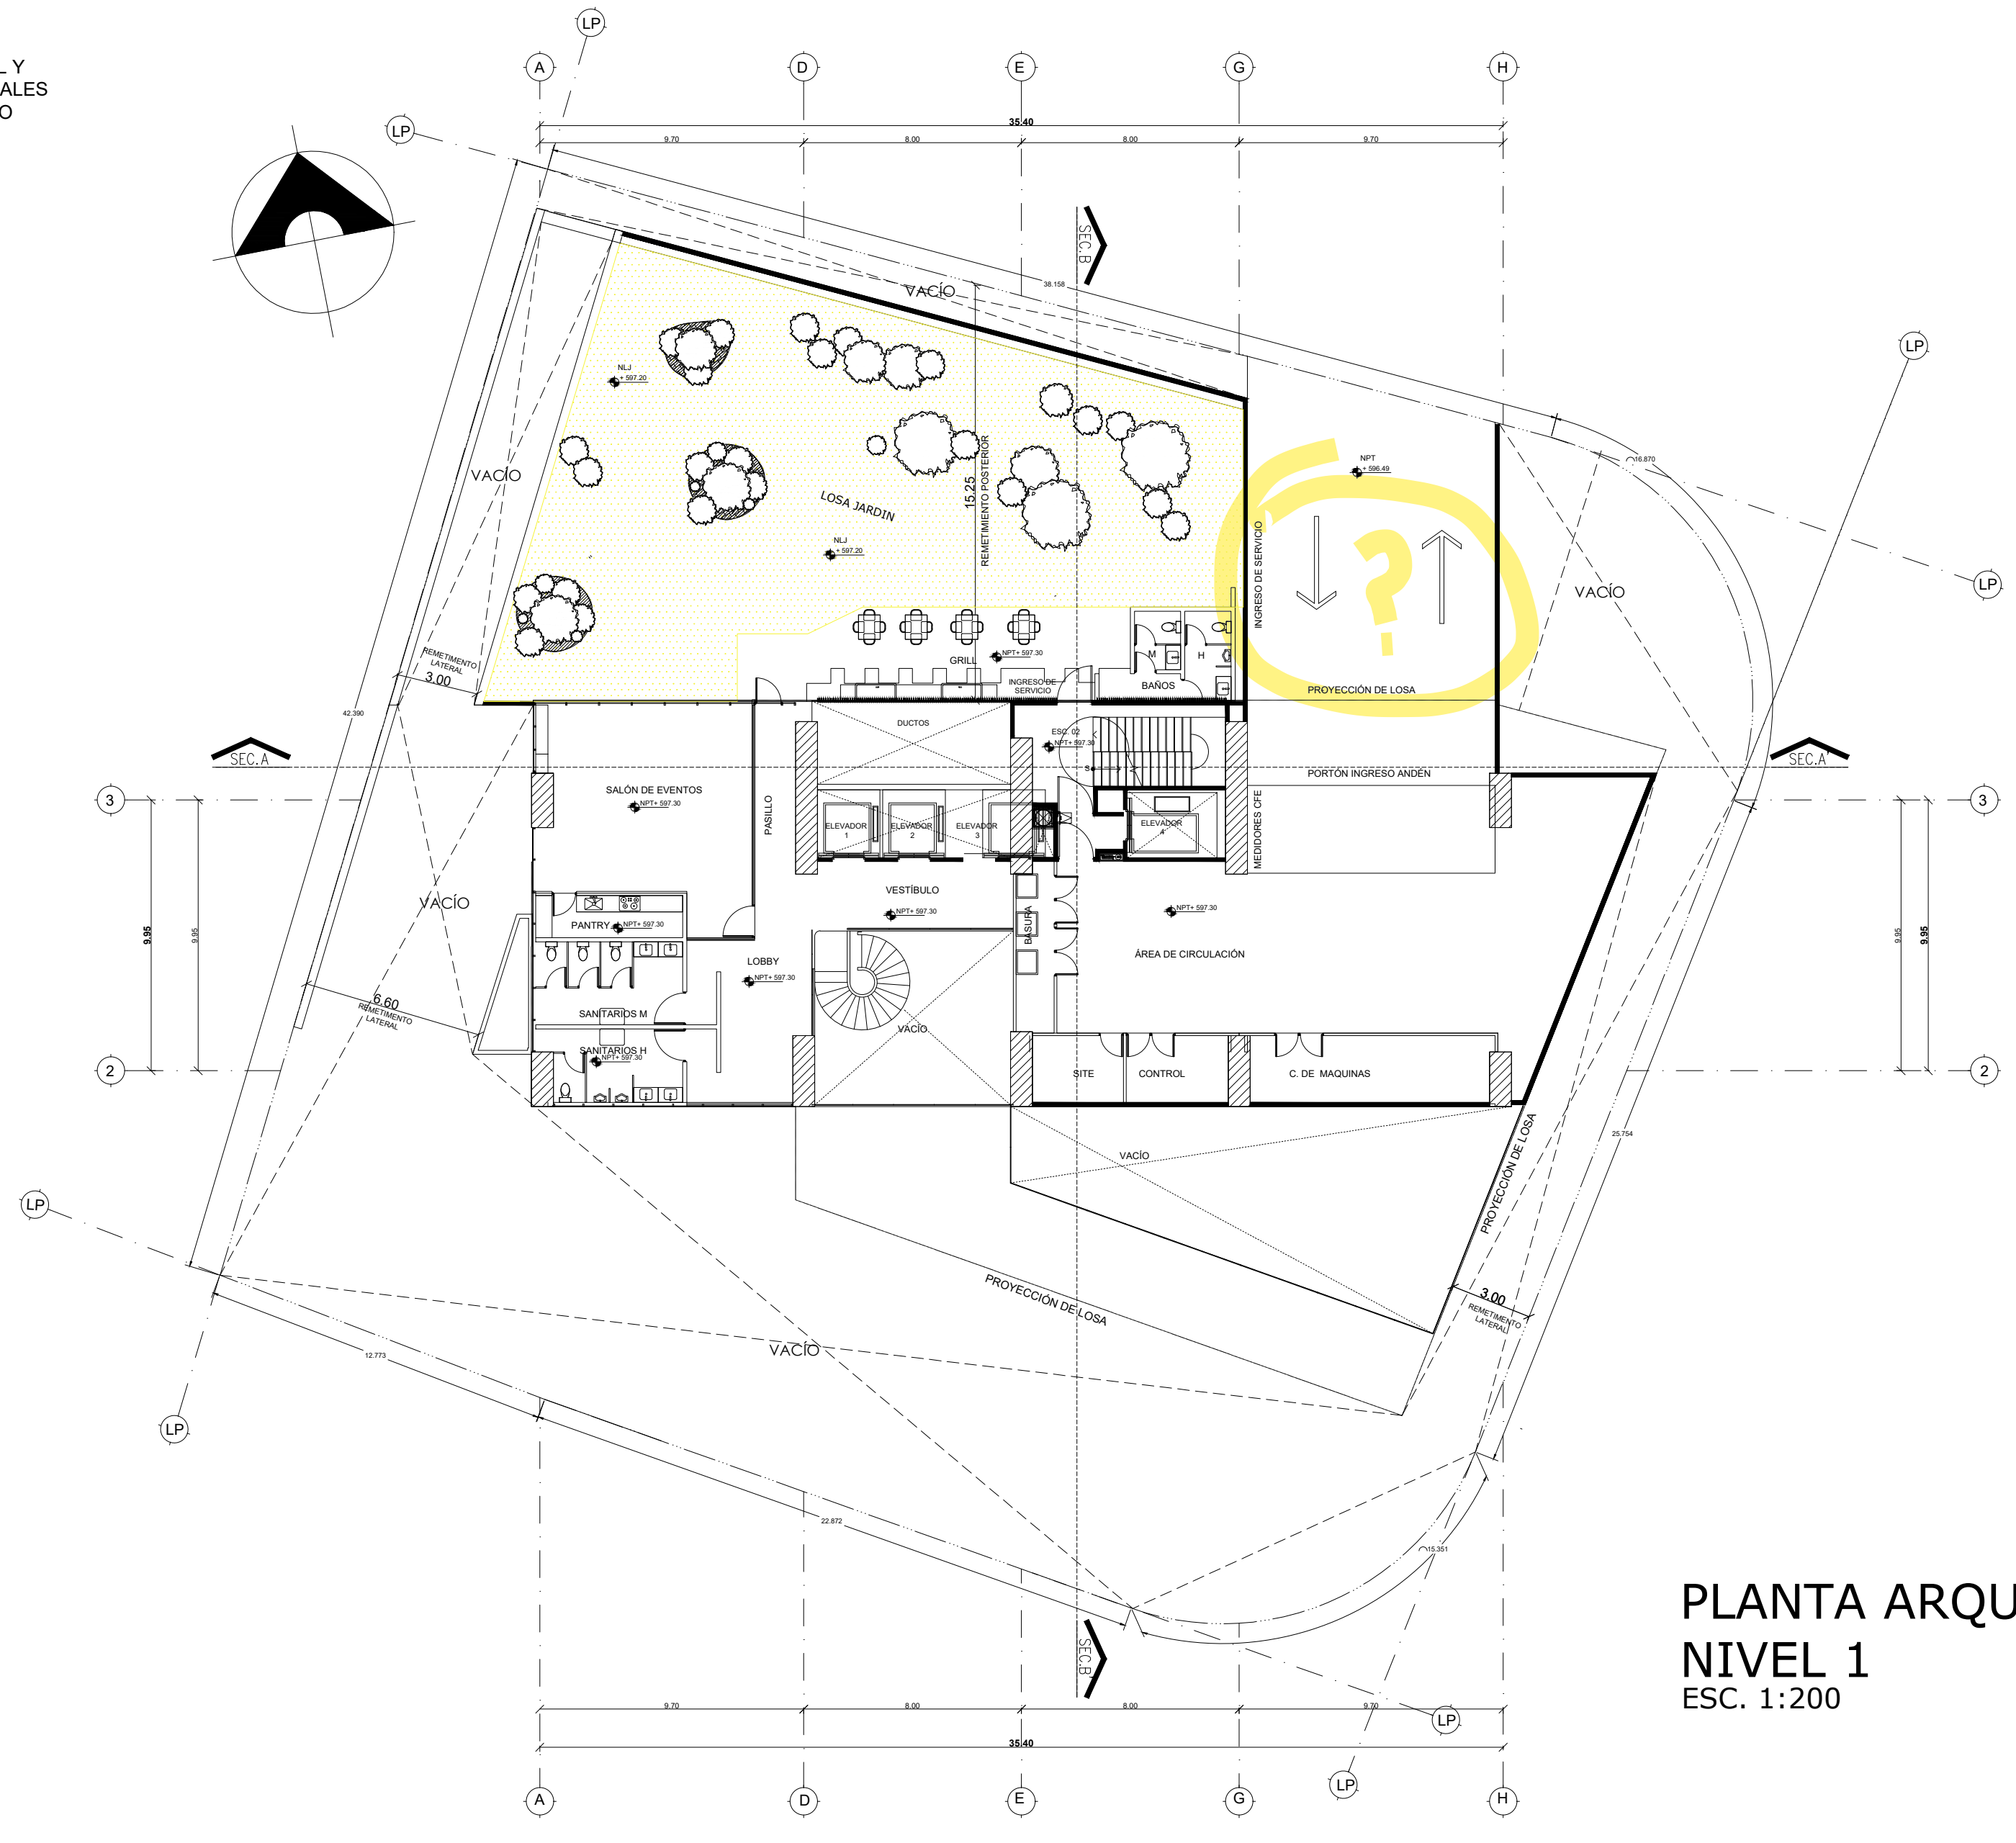 L Y
ALES
O
LP
LP
A
D
E
G
H
35.40
9.70
8.00
8.00
9.70
SEC.B
38.158
VACÍO
LP
NLJ
+ 597.20
NPT
+ 596.49
16.870
VACÍO
15.25
REMETIMIENTO POSTERIOR
LOSA JARDIN
NLJ
+ 597.20
INGRESO DE SERVICIO
?
VACÍO
LP
REMETIMENTO
LATERAL
3.00
GRILL
NPT+ 597.30
M
H
INGRESO DE
SERVICIO
BAÑOS
PROYECCIÓN DE LOSA
42.390
DUCTOS
ESC. 02
NPT+ 597.30
S
SEC.A
SEC.A'
PORTÓN INGRESO ANDÉN
3
SALÓN DE EVENTOS
NPT+ 597.30
PASILLO
ELEVADOR
1
ELEVADOR
2
ELEVADOR
3
ELEVADOR
4
MEDIDORES CFE
3
VESTÍBULO
NPT+ 597.30
VACÍO
PANTRY
NPT+ 597.30
BASURA
NPT+ 597.30
9.95
9.95
9.95
9.95
ÁREA DE CIRCULACIÓN
LOBBY
NPT+ 597.30
6.60
REMETIMENTO
LATERAL
SANITARIOS M
VACÍO
SANITARIOS H
NPT+ 597.30
2
SITE
CONTROL
C. DE MAQUINAS
2
25.754
VACÍO
PROYECCIÓN DE LOSA
LP
PROYECCIÓN DE LOSA
3.00
REMETIMENTO
LATERAL
12.773
VACÍO
LP
22.872
15.351
PLANTA ARQU
NIVEL 1
ESC. 1:200
SEC.B'
9.70
8.00
8.00
9.70
LP
35.40
LP
A
D
E
G
H